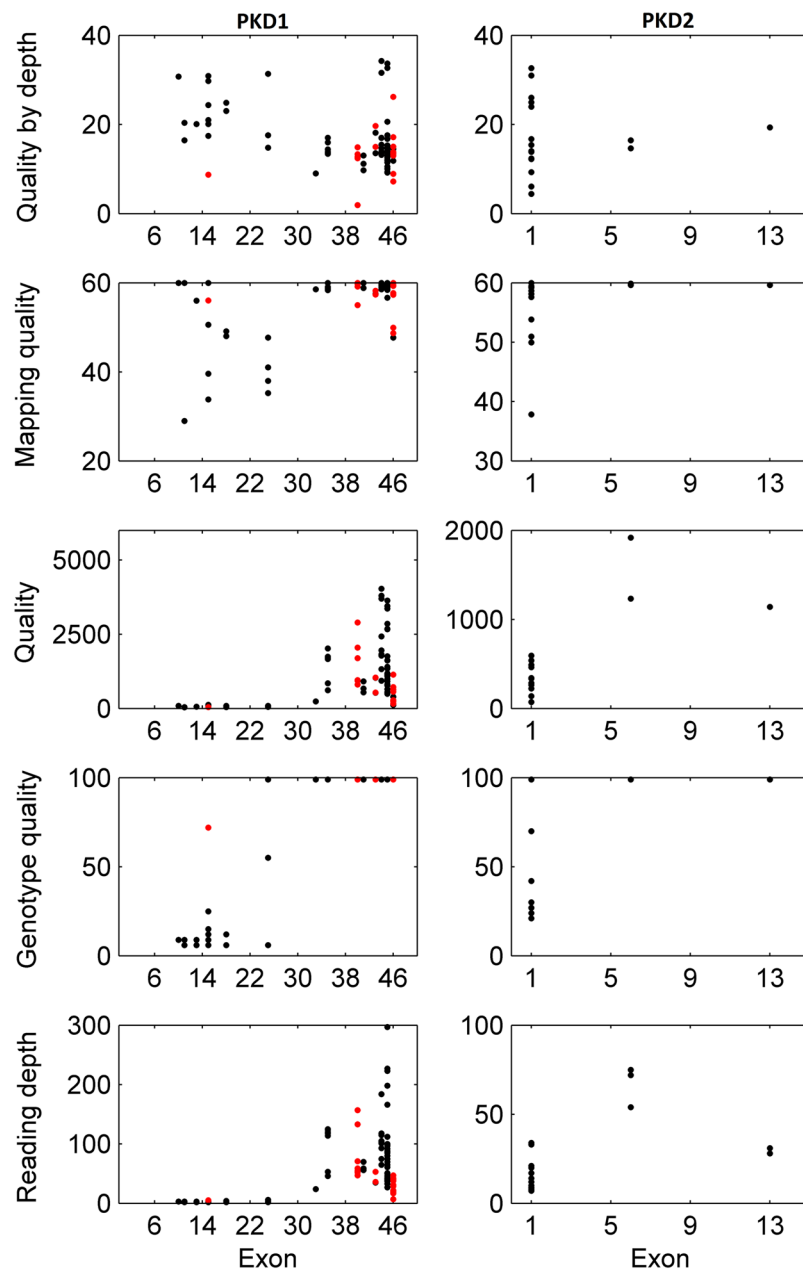 PKD1 PKD2
Quality by depth
40
20
0
6 14 22 30 38 46
40
20
0
1 5 9 13
Mapping quality
60
40
20
6 14 22 30 38 46
60
50
40
30
1 5 9 13
Quality
5000
2500
0
6 14 22 30 38 46
2000
1000
0
1 5 9 13
Genotype quality
100
50
0
6 14 22 30 38 46
100
50
0
1 5 9 13
Reading depth
300
200
100
0
6 14 22 30 38 46
Exon
100
50
0
1 5 9 13
Exon